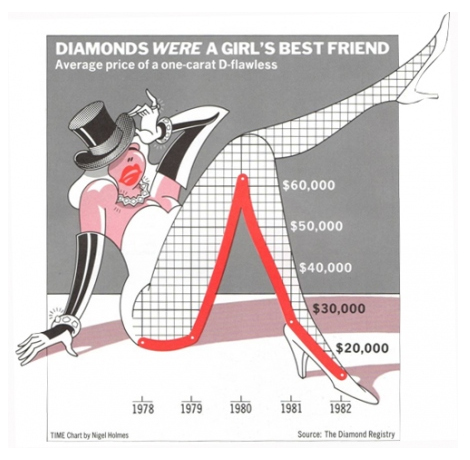 DIAMONDS WERE A GIRL'S BEST FRIEND
Average price of a one-carat D-flawless
$60,000
$50,000
$40,000
$30,000
$20,000
1978 1979 1980 1981 1982
TIME Chart by Nigel Holmes Source: The Diamond Registry